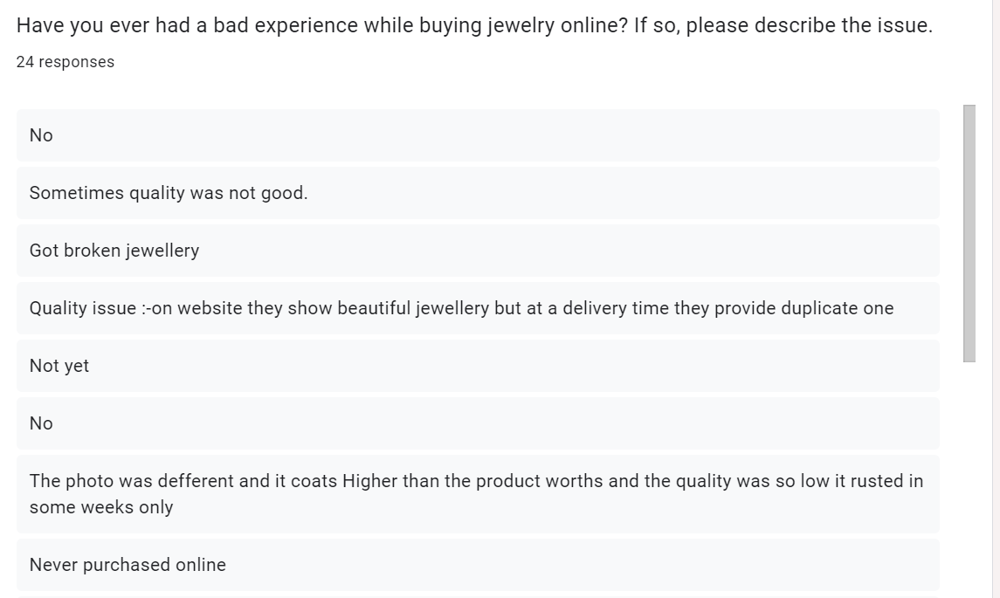 Have you ever had a bad experience while buying jewelry online? If so, please describe the issue.
24 responses
No
Sometimes quality was not good.
Got broken jewellery
Quality issue :-on website they show beautiful jewellery but at a delivery time they provide duplicate one
Not yet
No
The photo was defferent and it coats Higher than the product worths and the quality was so low it rusted in
some weeks only
Never purchased online